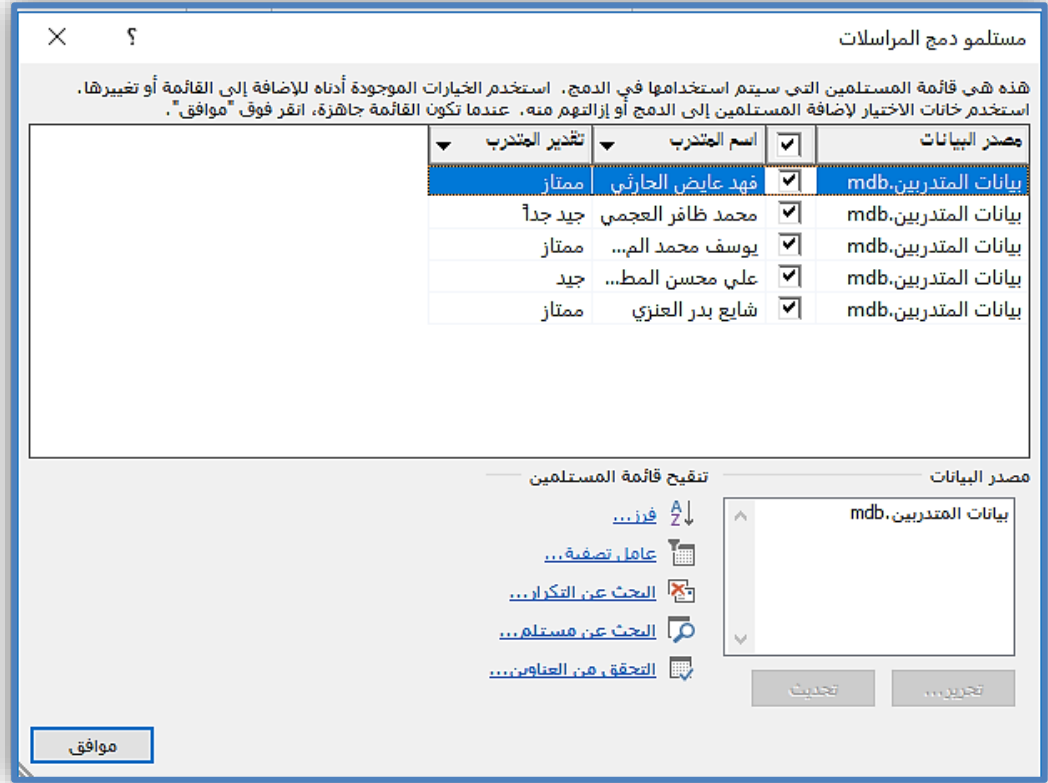 مستلمو دمج المراسلات ؟
هذه هي قائمة المستلمين التي سيتم استخدامها في الدمج. استخدم الخيارات الموجودة أدناه للإضافة إلى القائمة أو تغييرها.
استخدم خانات الاختيار لإضافة المستلمين إلى الدمج أو إزالتهم منه. عندما تكون القائمة جاهزة، انقر فوق "موافق".
مصدر البيانات اسم المتدرب تقدير المتدرب
بيانات المتدربين.mdb فهد عايض الحارثي ممتاز
بيانات المتدربين.mdb محمد ظافر العجمي جيد جداً
بيانات المتدربين.mdb يوسف محمد الم... ممتاز
بيانات المتدربين.mdb علي محسن المط... جيد
بيانات المتدربين.mdb شايع بدر العنزي ممتاز
مصدر البيانات تنقيح قائمة المستلمين
بيانات المتدربين.mdb
فرز...
عامل تصفية...
البحث عن التكرار...
البحث عن مستلم...
التحقق من العناوين...
تحرير... تحديث
موافق